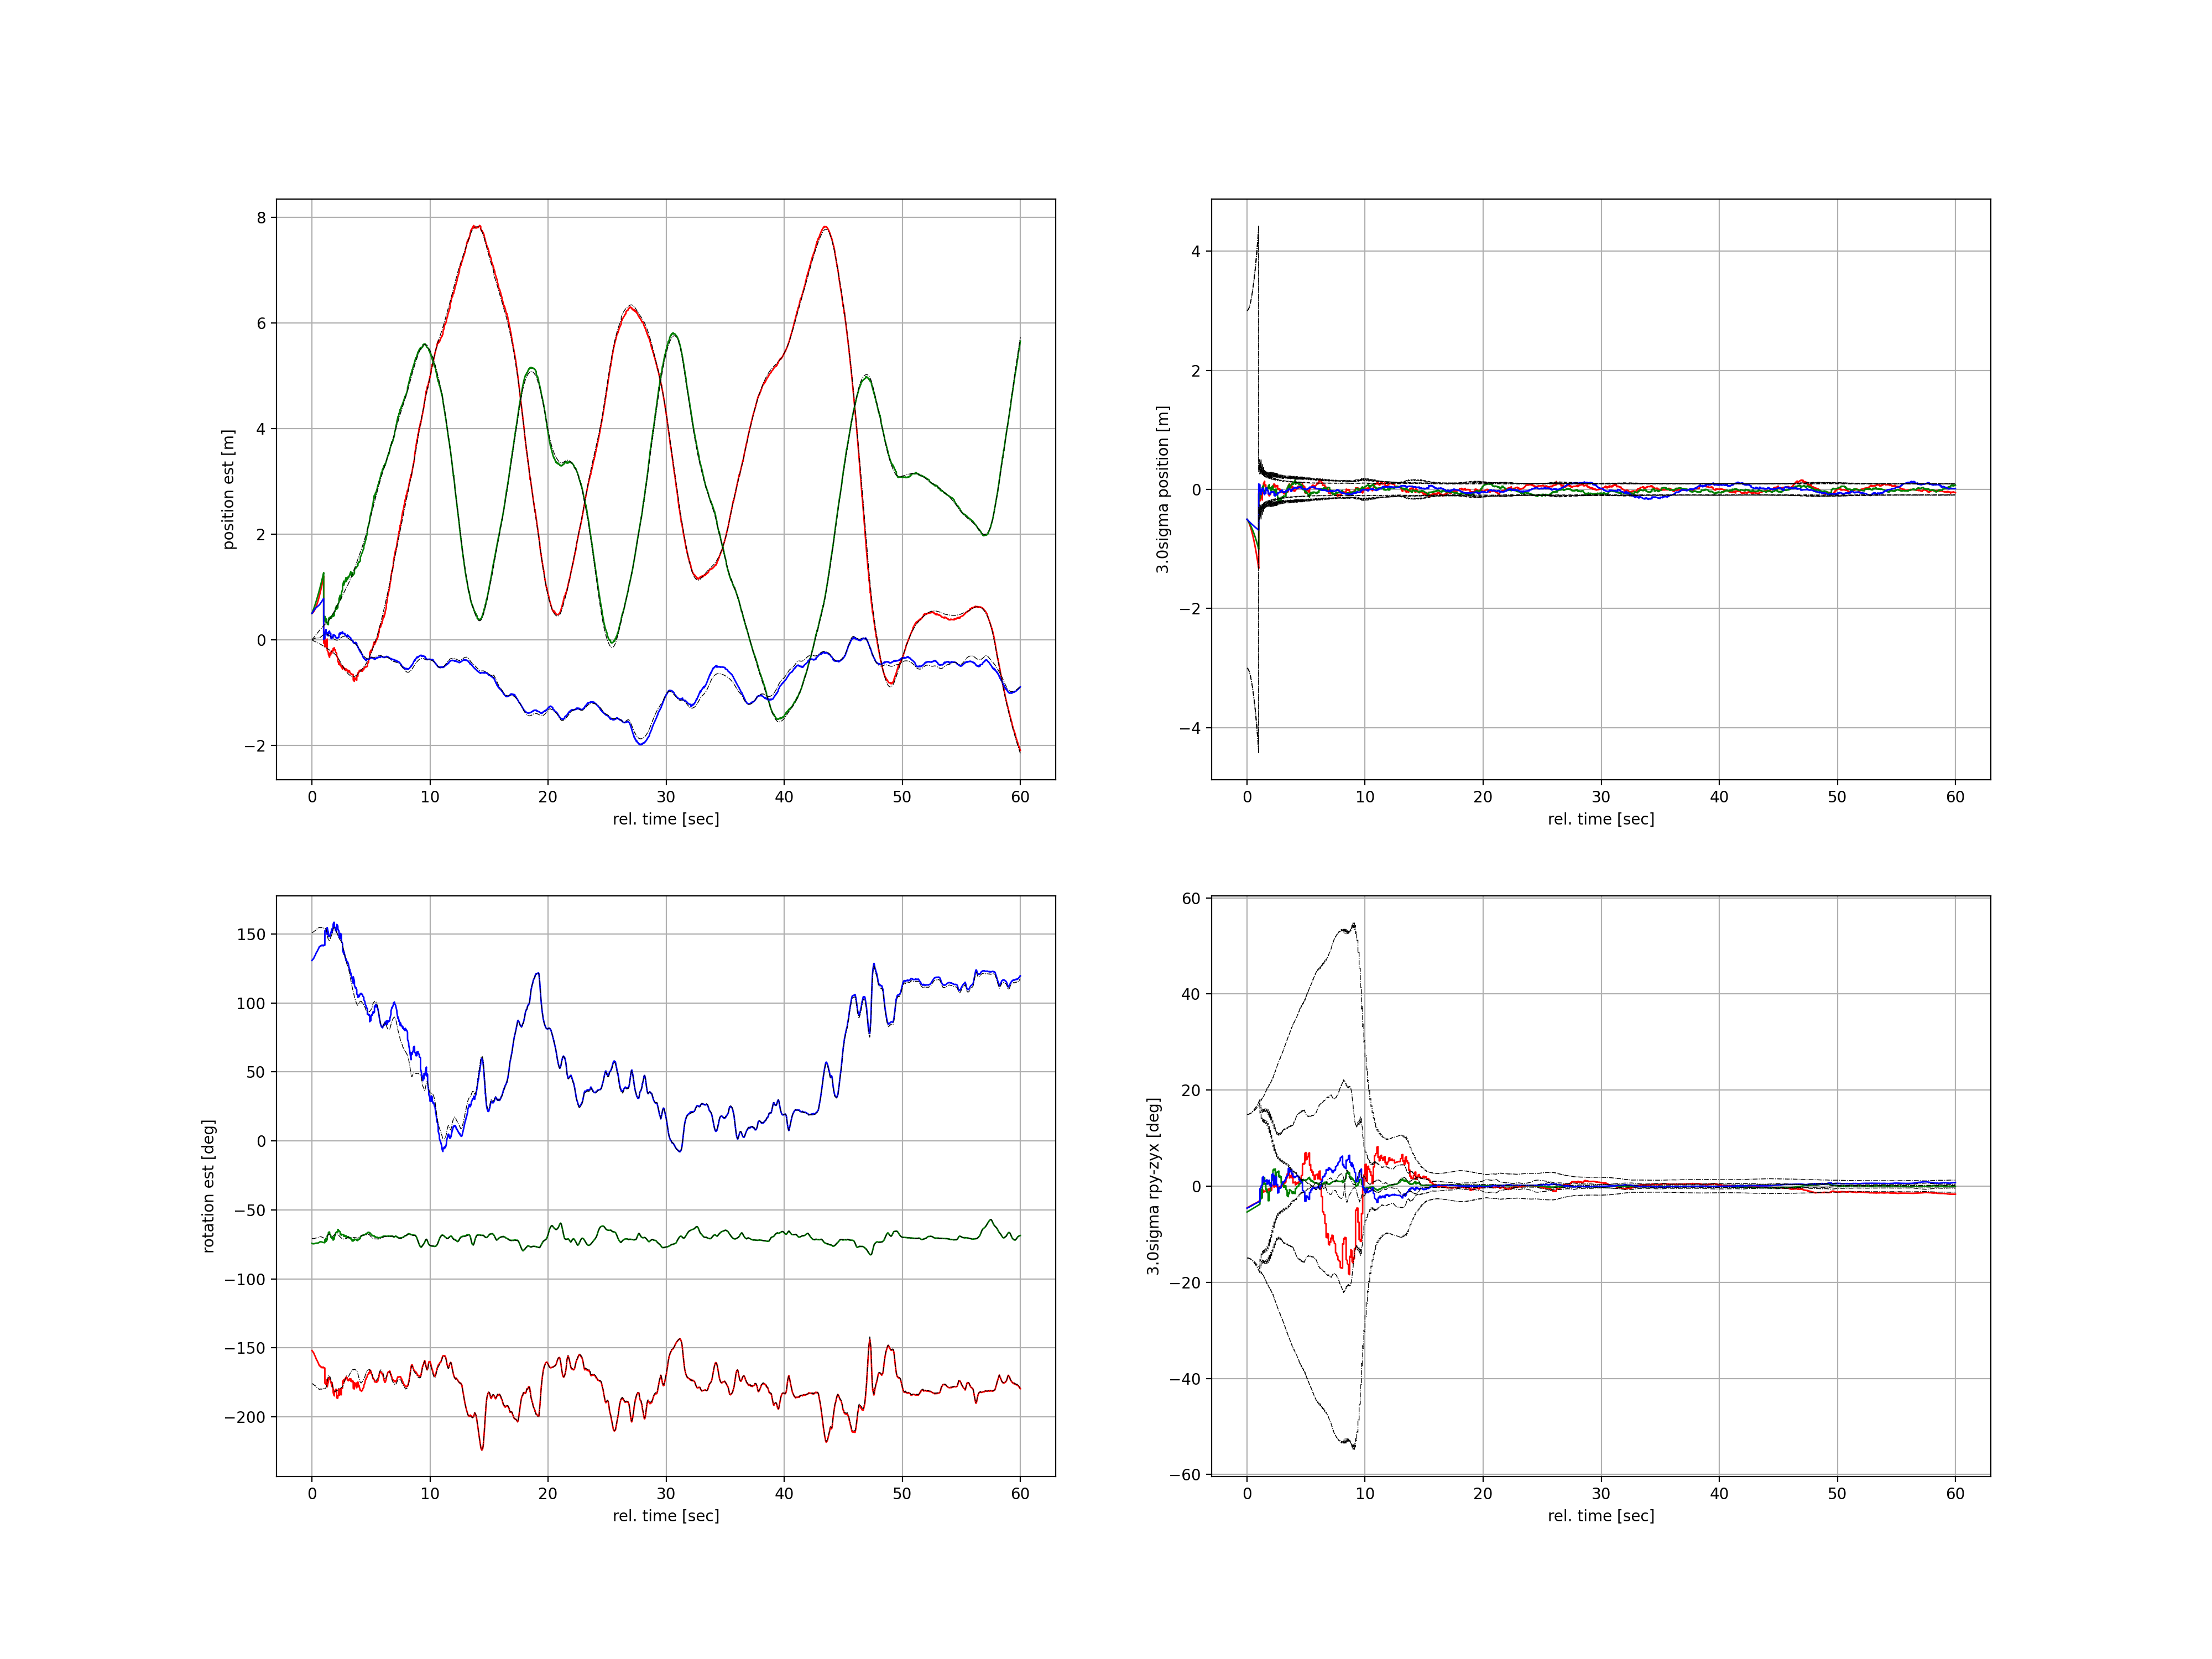 8
6
4
2
0
−2
position est [m]
0 10 20 30 40 50 60
rel. time [sec]
4
2
0
−2
−4
3.0sigma position [m]
0 10 20 30 40 50 60
rel. time [sec]
150
100
50
0
−50
−100
−150
−200
rotation est [deg]
0 10 20 30 40 50 60
rel. time [sec]
60
40
20
0
−20
−40
−60
3.0sigma rpy-zyx [deg]
0 10 20 30 40 50 60
rel. time [sec]